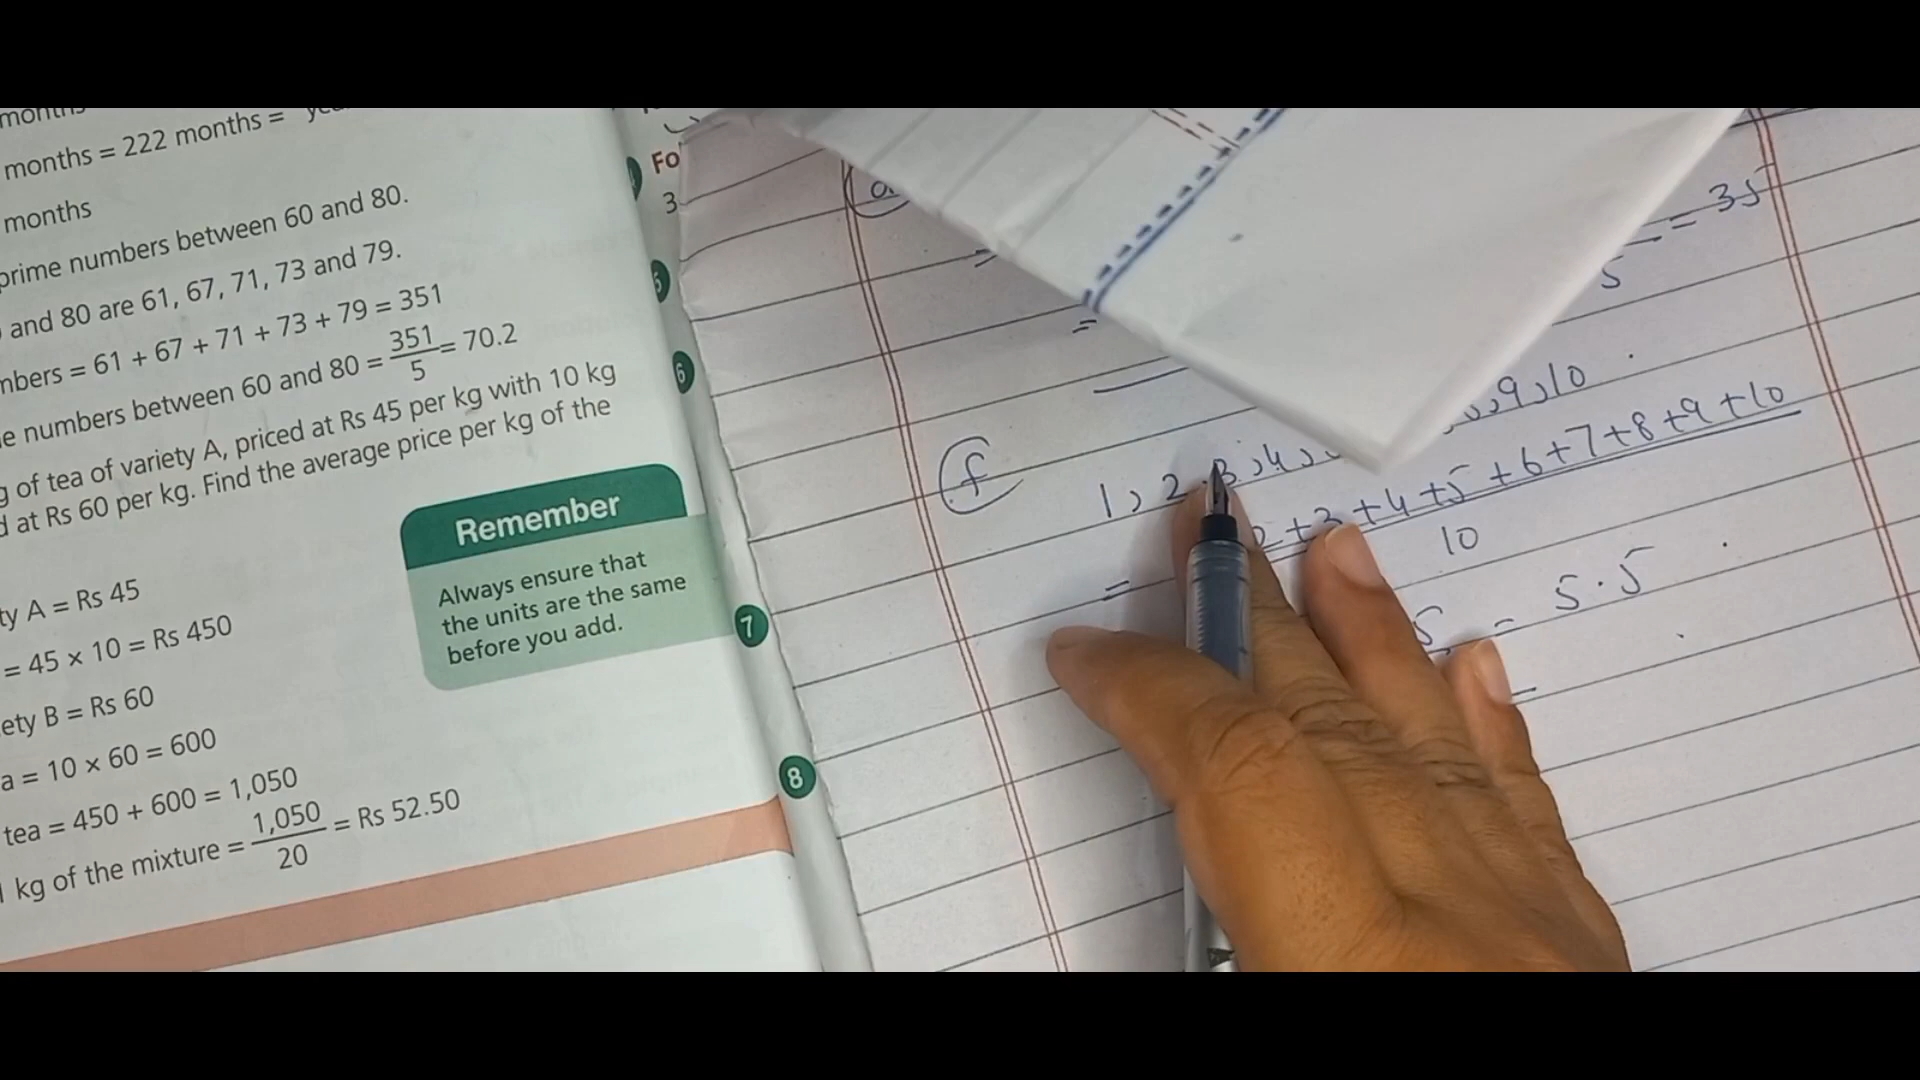 months
months = 222 months =
months
prime numbers between 60 and 80.
and 80 are 61, 67, 71, 73 and 79.
mbers = 61 + 67 + 71 + 73 + 79 = 351
e numbers between 60 and 80 = 351/5 = 70.2
g of tea of variety A, priced at Rs 45 per kg with 10 kg
d at Rs 60 per kg. Find the average price per kg of the
Remember
Always ensure that
the units are the same
before you add.
ty A = Rs 45
= 45 × 10 = Rs 450
ety B = Rs 60
a = 10 × 60 = 600
tea = 450 + 600 = 1,050
kg of the mixture = 1,050/20 = Rs 52.50
Fo
3
6
7
8
= 35
5
=
=
f
1, 2, 3, 4, , 9, 10
= 2 + 3 + 4 + 5 + 6 + 7 + 8 + 9 + 10
10
5 = 5.5